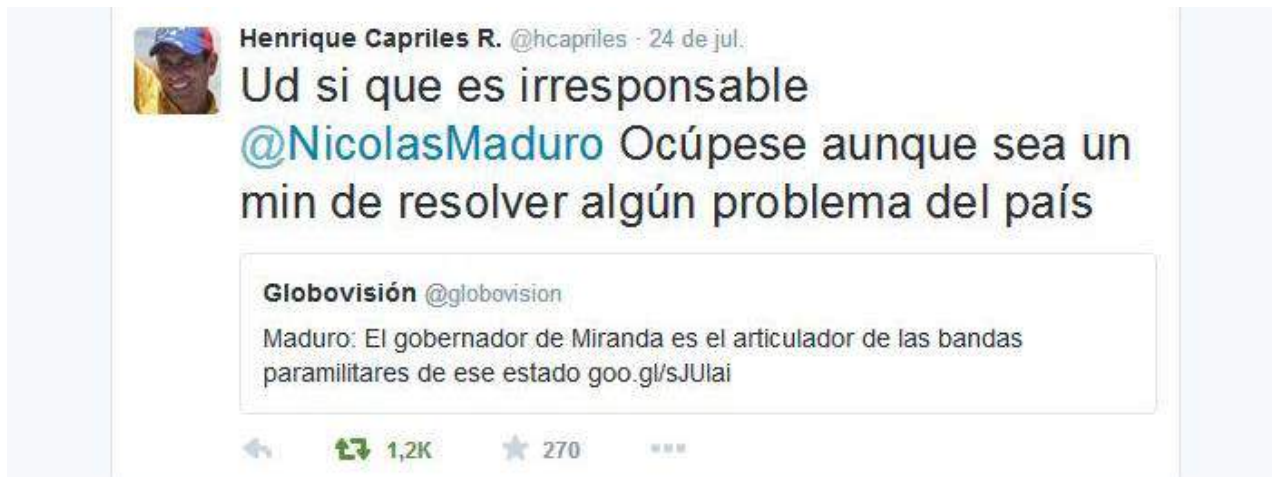 Henrique Capriles R. @hcapriles · 24 de jul.
Ud si que es irresponsable
@NicolasMaduro Ocúpese aunque sea un
min de resolver algún problema del país
Globovisión @globovision
Maduro: El gobernador de Miranda es el articulador de las bandas
paramilitares de ese estado goo.gl/sJUlai
1,2K 270